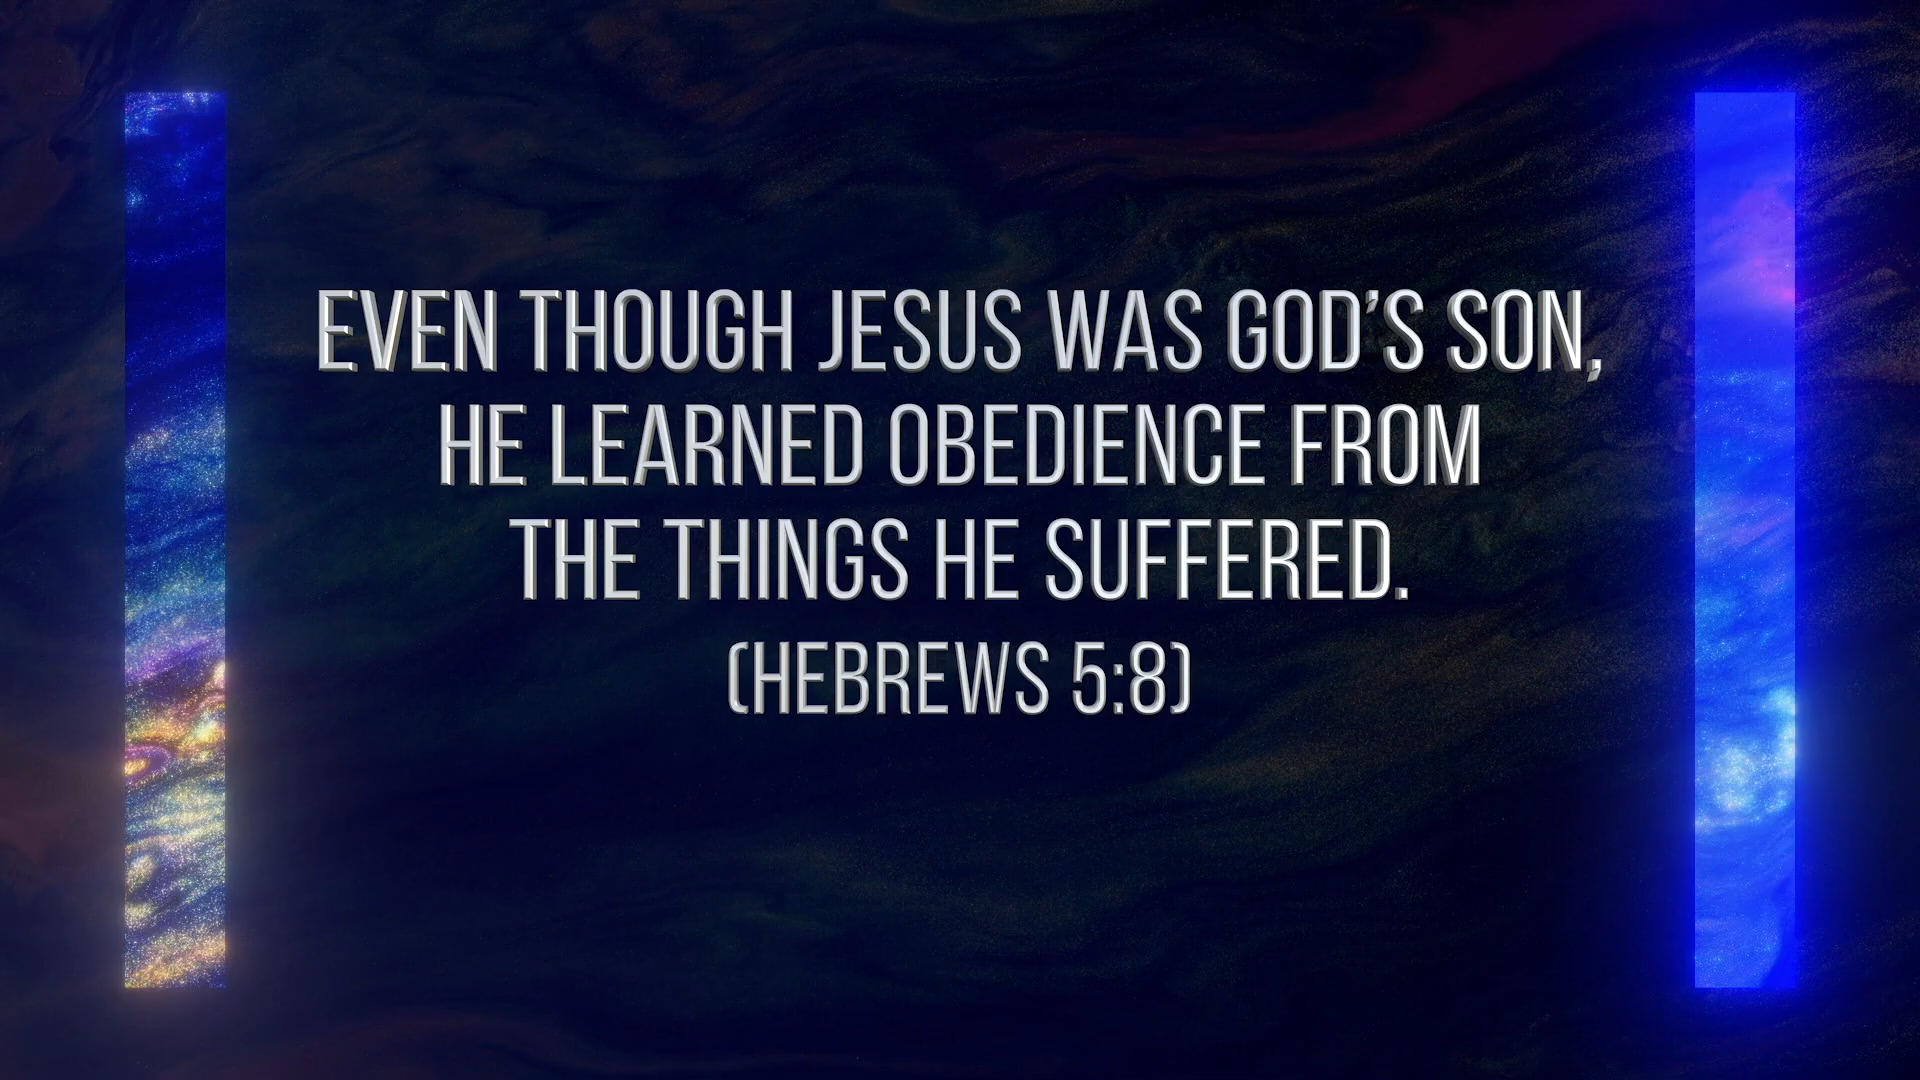 EVEN THOUGH JESUS WAS GOD’S SON,
HE LEARNED OBEDIENCE FROM
THE THINGS HE SUFFERED.
(HEBREWS 5:8)